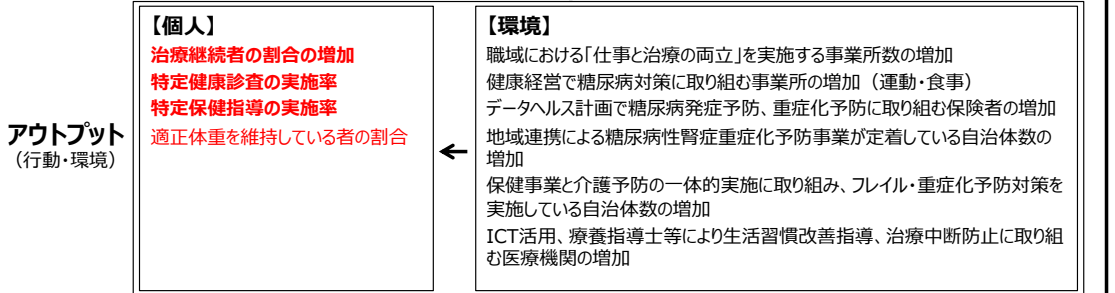 アウトプット
（行動・環境）
【個人】
治療継続者の割合の増加
特定健康診査の実施率
特定保健指導の実施率
適正体重を維持している者の割合
【環境】
職域における「仕事と治療の両立」を実施する事業所数の増加
健康経営で糖尿病対策に取り組む事業所の増加（運動・食事）
データヘルス計画で糖尿病発症予防、重症化予防に取り組む保険者の増加
地域連携による糖尿病性腎症重症化予防事業が定着している自治体数の
増加
保健事業と介護予防の一体的実施に取り組み、フレイル・重症化予防対策を
実施している自治体数の増加
ICT活用、療養指導士等により生活習慣改善指導、治療中断防止に取り組
む医療機関の増加